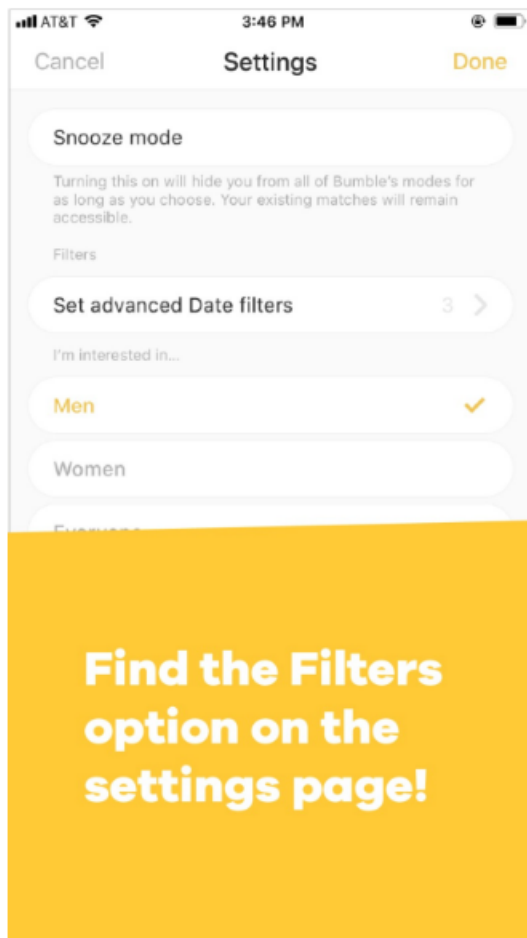 AT&T 3:46 PM
Cancel Settings Done
Snooze mode
Turning this on will hide you from all of Bumble's modes for
as long as you choose. Your existing matches will remain
accessible.
Filters
Set advanced Date filters 3
I'm interested in...
Men
Women
Everyone
Find the Filters
option on the
settings page!